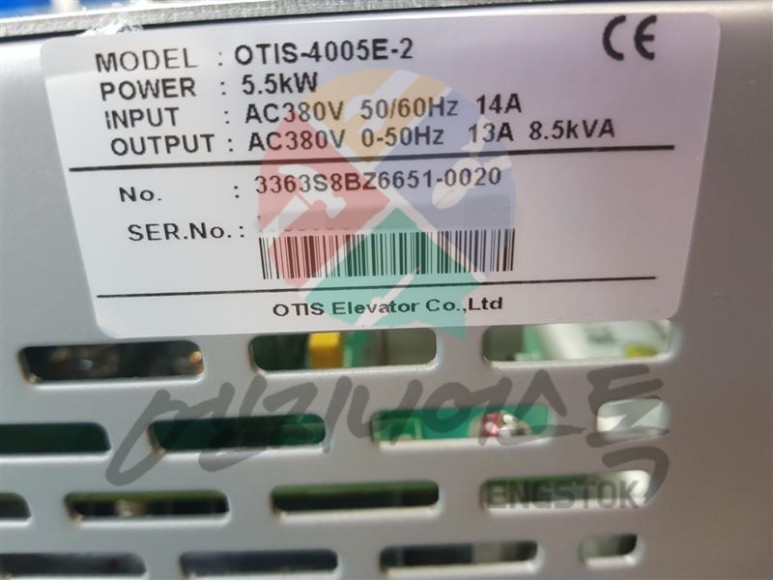 MODEL : OTIS-4005E-2
POWER : 5.5kW
INPUT : AC380V 50/60Hz 14A
OUTPUT : AC380V 0-50Hz 13A 8.5kVA
No. : 3363S8BZ6651-0020
SER.No. :
OTIS Elevator Co.,Ltd
엔지니어스톡
ENGSTOK
CE